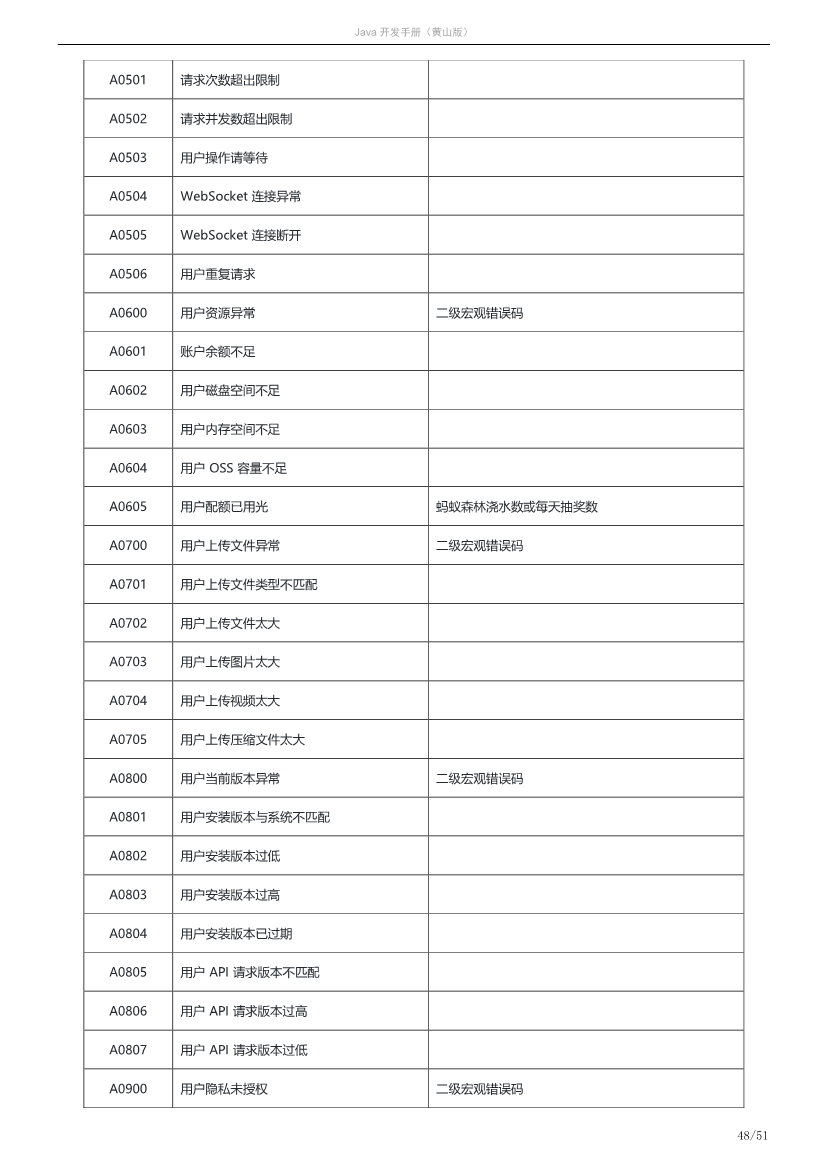 Java 开发手册（黄山版）
A0501 请求次数超出限制
A0502 请求并发数超出限制
A0503 用户操作请等待
A0504 WebSocket 连接异常
A0505 WebSocket 连接断开
A0506 用户重复请求
A0600 用户资源异常 二级宏观错误码
A0601 账户余额不足
A0602 用户磁盘空间不足
A0603 用户内存空间不足
A0604 用户 OSS 容量不足
A0605 用户配额已用光 蚂蚁森林浇水数或每天抽奖数
A0700 用户上传文件异常 二级宏观错误码
A0701 用户上传文件类型不匹配
A0702 用户上传文件太大
A0703 用户上传图片太大
A0704 用户上传视频太大
A0705 用户上传压缩文件太大
A0800 用户当前版本异常 二级宏观错误码
A0801 用户安装版本与系统不匹配
A0802 用户安装版本过低
A0803 用户安装版本过高
A0804 用户安装版本已过期
A0805 用户 API 请求版本不匹配
A0806 用户 API 请求版本过高
A0807 用户 API 请求版本过低
A0900 用户隐私未授权 二级宏观错误码
48/51